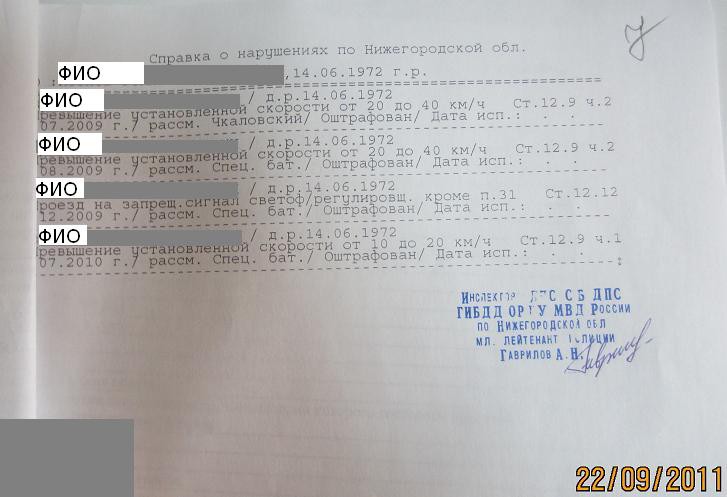 Справка о нарушениях по Нижегородской обл.
ФИО ,14.06.1972 г.р.
ФИО / д.р.14.06.1972
ревышение установленной скорости от 20 до 40 км/ч Ст.12.9 ч.2
07.2009 г./ рассм. Чкаловский/ Оштрафован/ Дата исп.: . .
ФИО / д.р.14.06.1972
ревышение установленной скорости от 20 до 40 км/ч Ст.12.9 ч.2
08.2009 г./ рассм. Спец. бат./ Оштрафован/ Дата исп.: . .
ФИО / д.р.14.06.1972
роезд на запрещ.сигнал светоф/регулировщ. кроме п.31 Ст.12.12
12.2009 г./ рассм. Спец. бат./ Оштрафован/ Дата исп.: . .
ФИО / д.р.14.06.1972
ревышение установленной скорости от 10 до 20 км/ч Ст.12.9 ч.1
07.2010 г./ рассм. Спец. бат./ Оштрафован/ Дата исп.: . .
Инспектор ДПС СБ ДПС
ГИБДД ОРТУ МВД России
по Нижегородской обл
мл. лейтенант полиции
Гаврилов А.Н.
22/09/2011